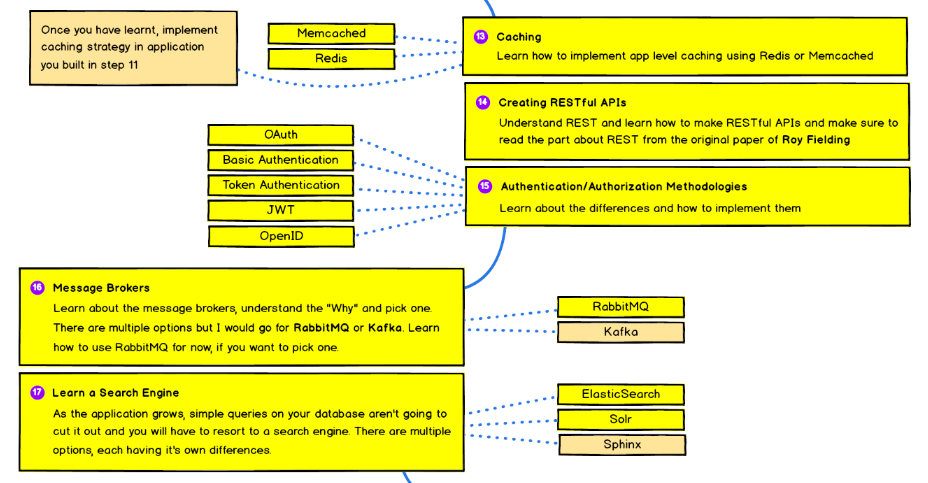 Once you have learnt, implement
caching strategy in application
you built in step 11
Memcached
Redis
13 Caching
Learn how to implement app level caching using Redis or Memcached
14 Creating RESTful APIs
Understand REST and learn how to make RESTful APIs and make sure to
read the part about REST from the original paper of Roy Fielding
OAuth
Basic Authentication
Token Authentication
JWT
OpenID
15 Authentication/Authorization Methodologies
Learn about the differences and how to implement them
16 Message Brokers
Learn about the message brokers, understand the "Why" and pick one.
There are multiple options but I would go for RabbitMQ or Kafka. Learn
how to use RabbitMQ for now, if you want to pick one.
RabbitMQ
Kafka
17 Learn a Search Engine
As the application grows, simple queries on your database aren't going to
cut it out and you will have to resort to a search engine. There are multiple
options, each having it's own differences.
ElasticSearch
Solr
Sphinx